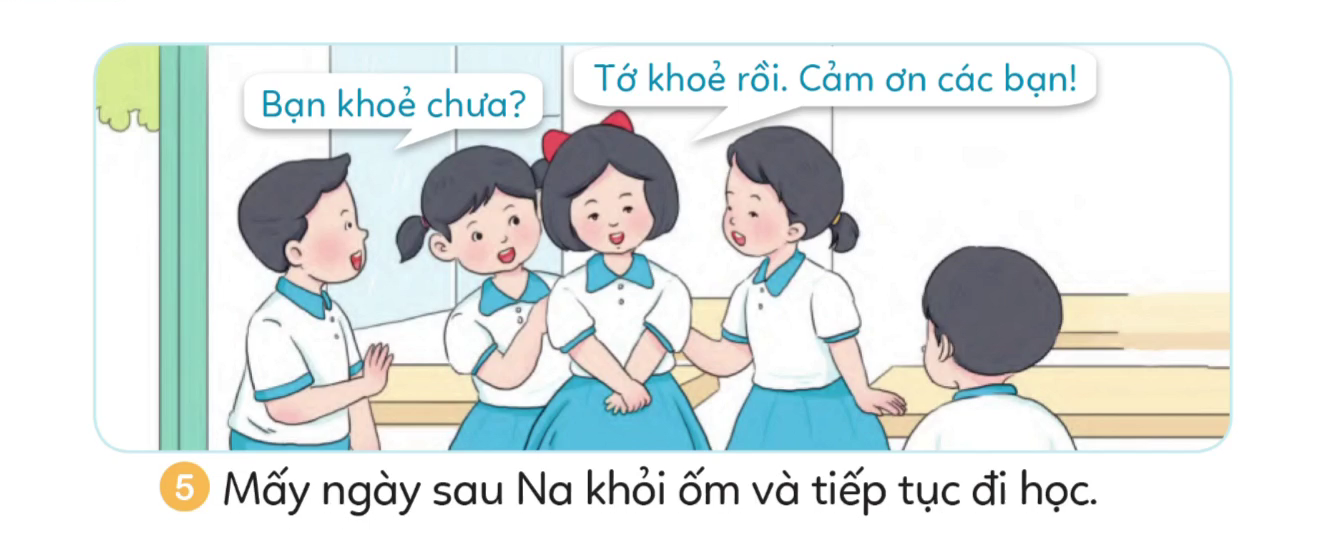 Bạn khoẻ chưa?
Tớ khoẻ rồi. Cảm ơn các bạn!
5 Mấy ngày sau Na khỏi ốm và tiếp tục đi học.